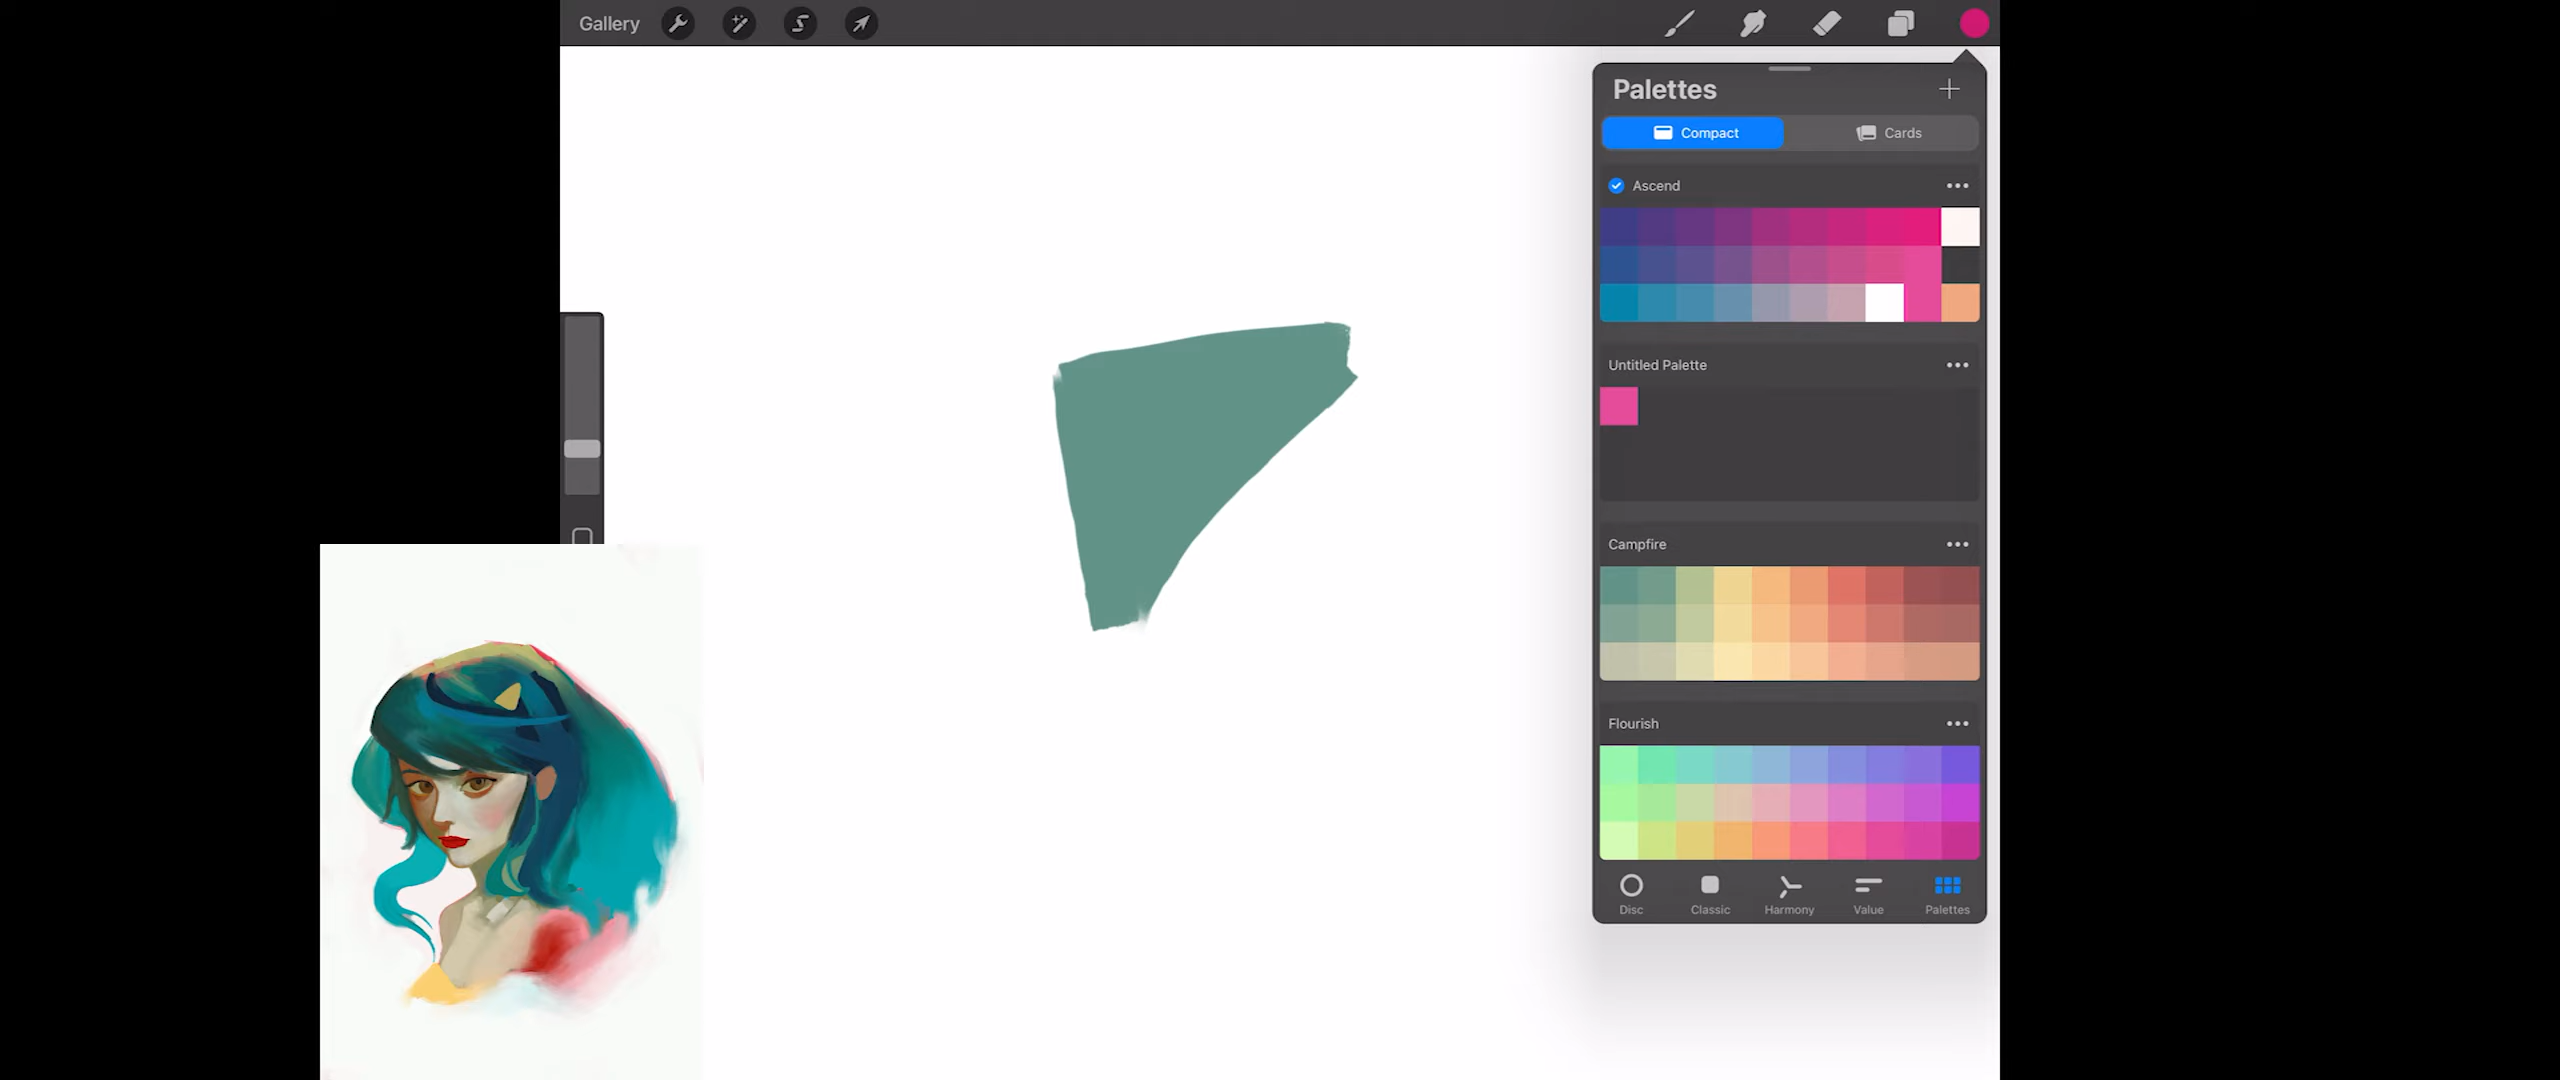 Gallery
Palettes
Compact
Cards
Ascend
Untitled Palette
Campfire
Flourish
Disc
Classic
Harmony
Value
Palettes